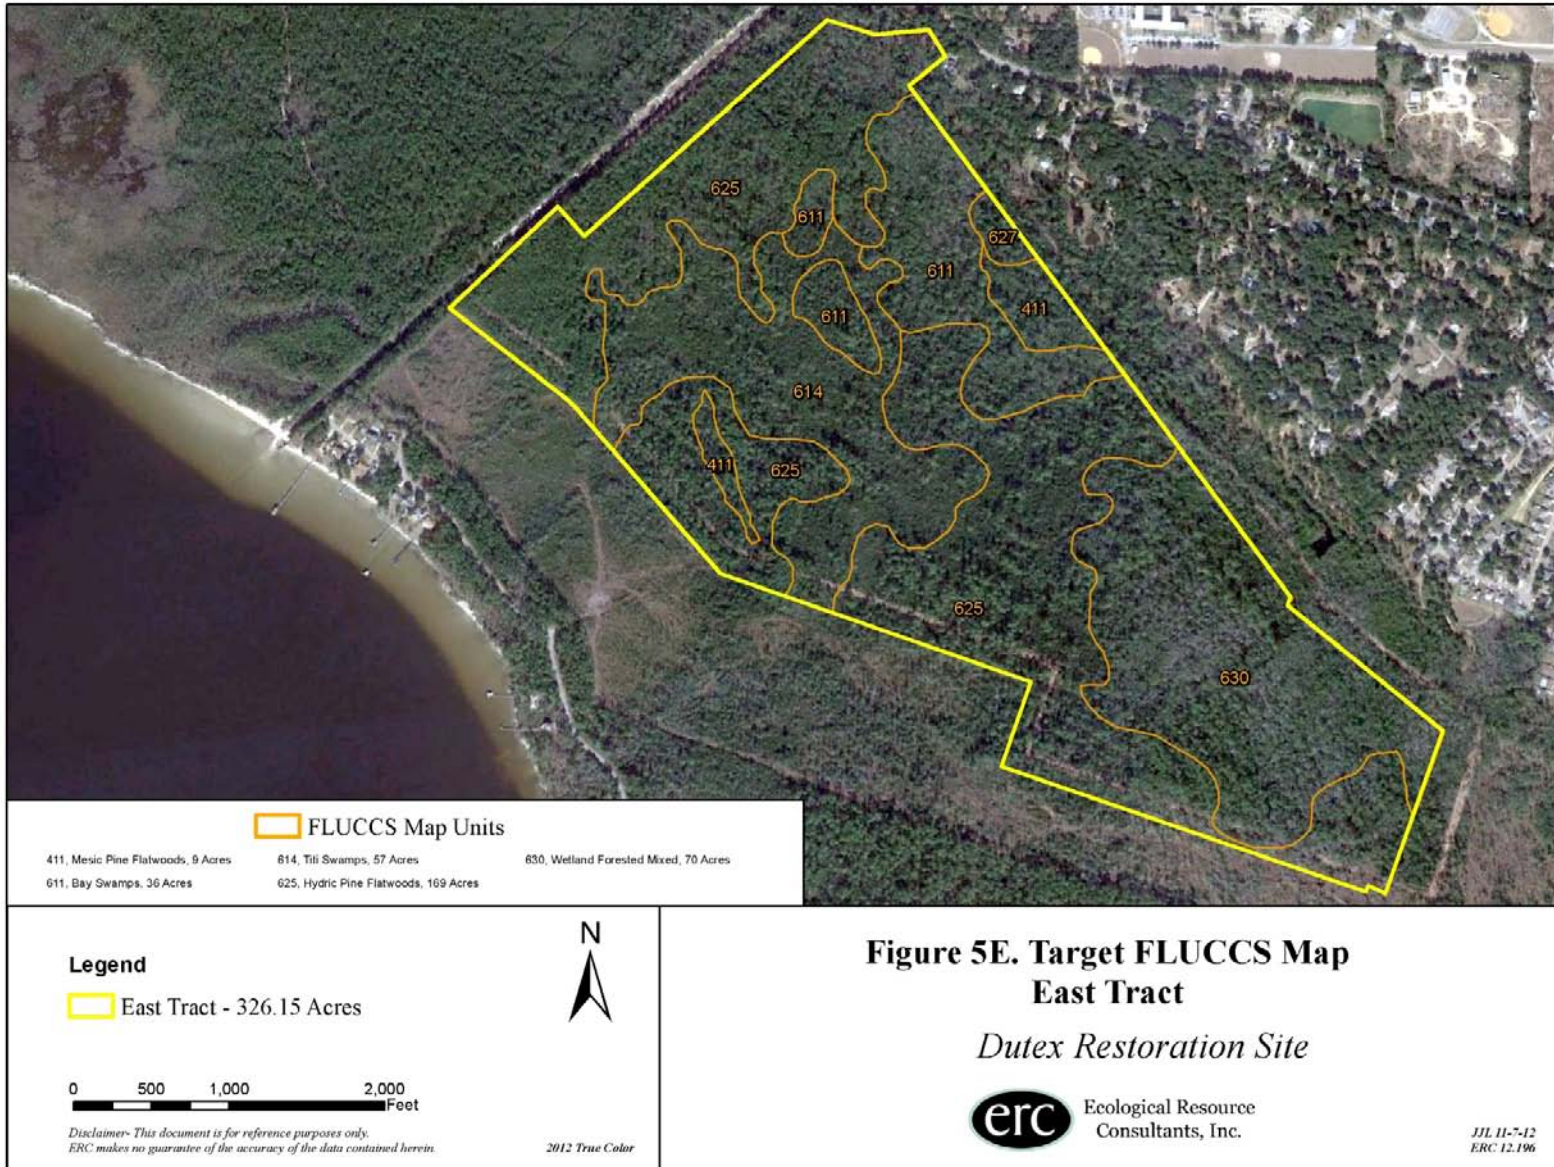 625
611
627
611
411
611
614
411
625
625
630
FLUCCS Map Units
411, Mesic Pine Flatwoods, 9 Acres
614, Titi Swamps, 57 Acres
630, Wetland Forested Mixed, 70 Acres
611, Bay Swamps, 36 Acres
625, Hydric Pine Flatwoods, 169 Acres
Legend
East Tract - 326.15 Acres
N
0 500 1,000 2,000
Feet
Disclaimer- This document is for reference purposes only.
ERC makes no guarantee of the accuracy of the data contained herein.
2012 True Color
Figure 5E. Target FLUCCS Map
East Tract
Dutex Restoration Site
erc
Ecological Resource
Consultants, Inc.
JJL 11-7-12
ERC 12.196